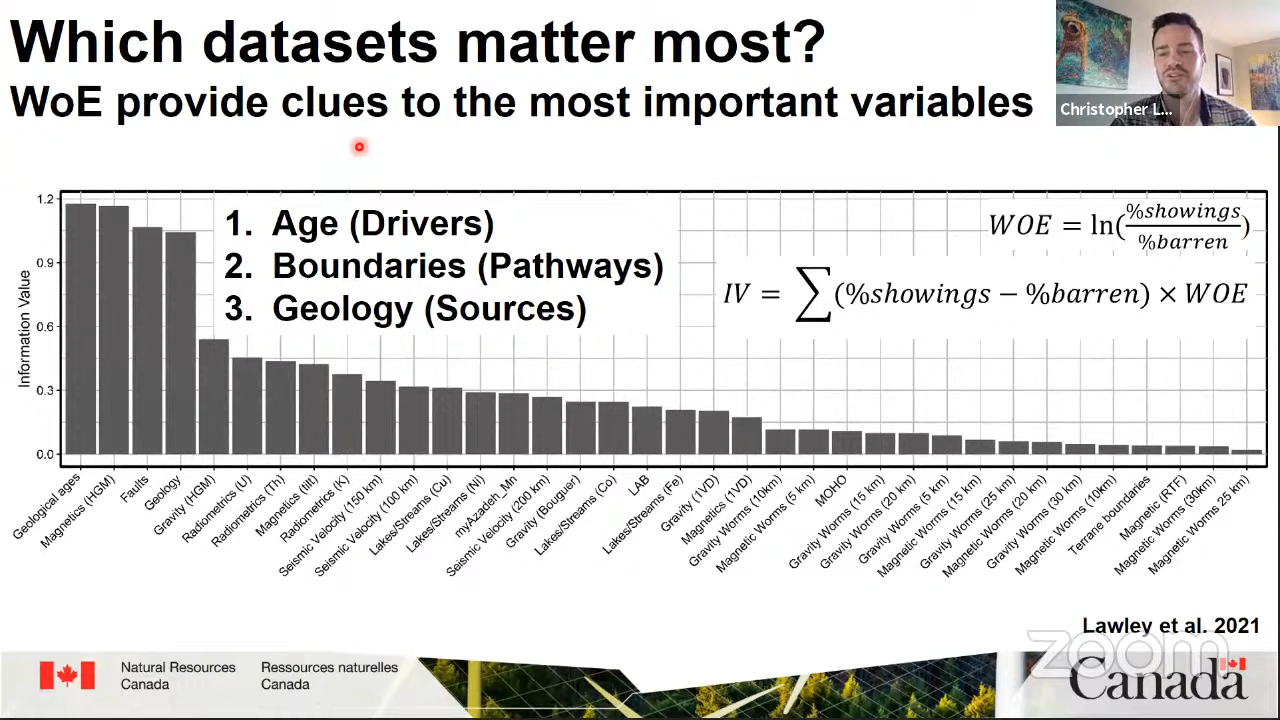 Which datasets matter most?
WoE provide clues to the most important variables
Christopher L...
1. Age (Drivers)
2. Boundaries (Pathways)
3. Geology (Sources)
WOE = ln(%showings/%barren)
IV = ∑(%showings − %barren) × WOE
Information Value
1.2
0.9
0.6
0.3
0.0
Geological ages
Magnetics (HGM)
Faults
Geology
Gravity (HGM)
Radiometrics (U)
Radiometrics (Th)
Magnetics (tilt)
Radiometrics (K)
Seismic Velocity (150 km)
Seismic Velocity (100 km)
Lakes/Streams (Cu)
Lakes/Streams (Ni)
myAzadeh_Mn
Seismic Velocity (200 km)
Gravity (Bouguer)
Lakes/Streams (Co)
LAB
Lakes/Streams (Fe)
Gravity (1VD)
Magnetics (1VD)
Gravity Worms (10km)
Magnetic Worms (5 km)
MOHO
Gravity Worms (15 km)
Gravity Worms (20 km)
Gravity Worms (5 km)
Magnetic Worms (15 km)
Gravity Worms (25 km)
Magnetic Worms (20 km)
Gravity Worms (30 km)
Magnetic Worms (10km)
Terrane boundaries
Magnetic (RTF)
Magnetic Worms (30km)
Magnetic Worms 25 km)
Lawley et al. 2021
zoom
Natural Resources Canada
Ressources naturelles Canada
Canada